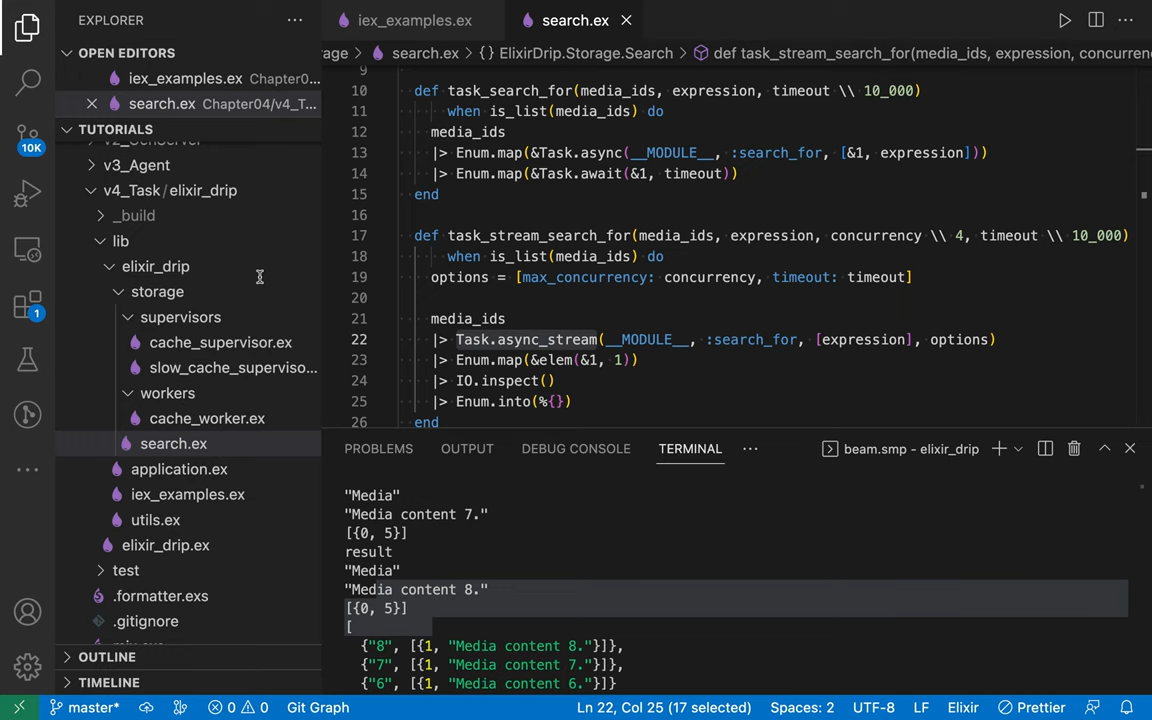 EXPLORER
iex_examples.ex
search.ex
OPEN EDITORS
iex_examples.ex Chapter0...
search.ex Chapter04/v4_T...
TUTORIALS
v3_Agent
v4_Task / elixir_drip
_build
lib
elixir_drip
storage
supervisors
cache_supervisor.ex
slow_cache_superviso...
workers
cache_worker.ex
search.ex
application.ex
iex_examples.ex
utils.ex
elixir_drip.ex
test
.formatter.exs
.gitignore
OUTLINE
TIMELINE
10K
1
rage > search.ex > {} ElixirDrip.Storage.Search > def task_stream_search_for(media_ids, expression, concurren
9
10 def task_search_for(media_ids, expression, timeout \\ 10_000)
11 when is_list(media_ids) do
12 media_ids
13 |> Enum.map(&Task.async(__MODULE__, :search_for, [&1, expression]))
14 |> Enum.map(&Task.await(&1, timeout))
15 end
16
17 def task_stream_search_for(media_ids, expression, concurrency \\ 4, timeout \\ 10_000)
18 when is_list(media_ids) do
19 options = [max_concurrency: concurrency, timeout: timeout]
20
21 media_ids
22 |> Task.async_stream(__MODULE__, :search_for, [expression], options)
23 |> Enum.map(&elem(&1, 1))
24 |> IO.inspect()
25 |> Enum.into(%{})
26 end
PROBLEMS OUTPUT DEBUG CONSOLE TERMINAL
beam.smp - elixir_drip
"Media"
"Media content 7."
[{0, 5}]
result
"Media"
"Media content 8."
[{0, 5}]
[
{"8", [{1, "Media content 8."}]},
{"7", [{1, "Media content 7."}]},
{"6", [{1, "Media content 6."}]}
master* 0 0 Git Graph Ln 22, Col 25 (17 selected) Spaces: 2 UTF-8 LF Elixir Prettier